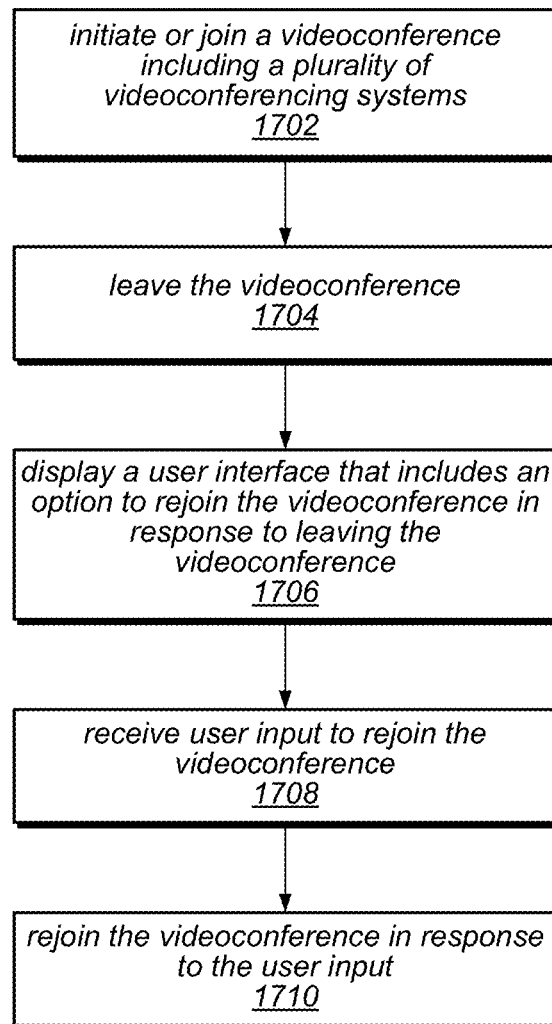 initiate or join a videoconference
including a plurality of
videoconferencing systems
1702
leave the videoconference
1704
display a user interface that includes an
option to rejoin the videoconference in
response to leaving the
videoconference
1706
receive user input to rejoin the
videoconference
1708
rejoin the videoconference in response
to the user input
1710